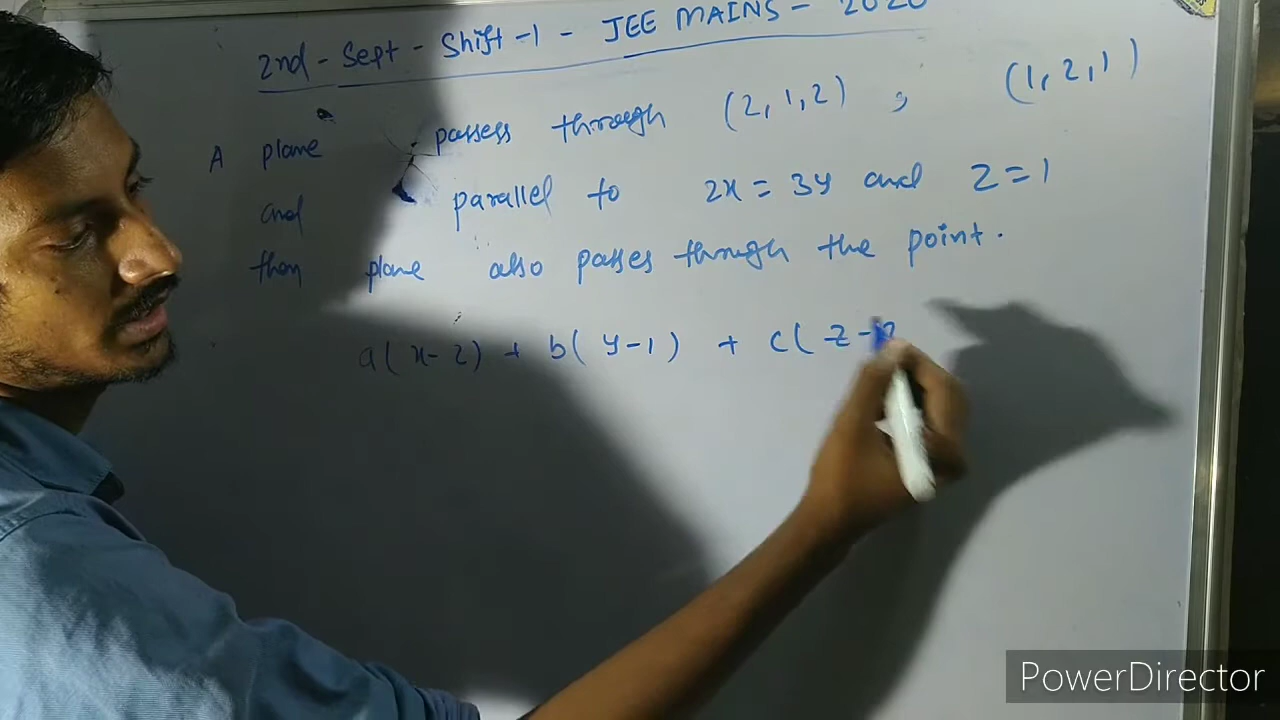 2nd - Sept - Shift -1 - JEE MAINS - 2020
A plane passess through (2,1,2) , (1,2,1)
and parallel to 2x = 3y and z = 1
then plane also passes through the point.
a(x-2) + b(y-1) + c(z-2
PowerDirector